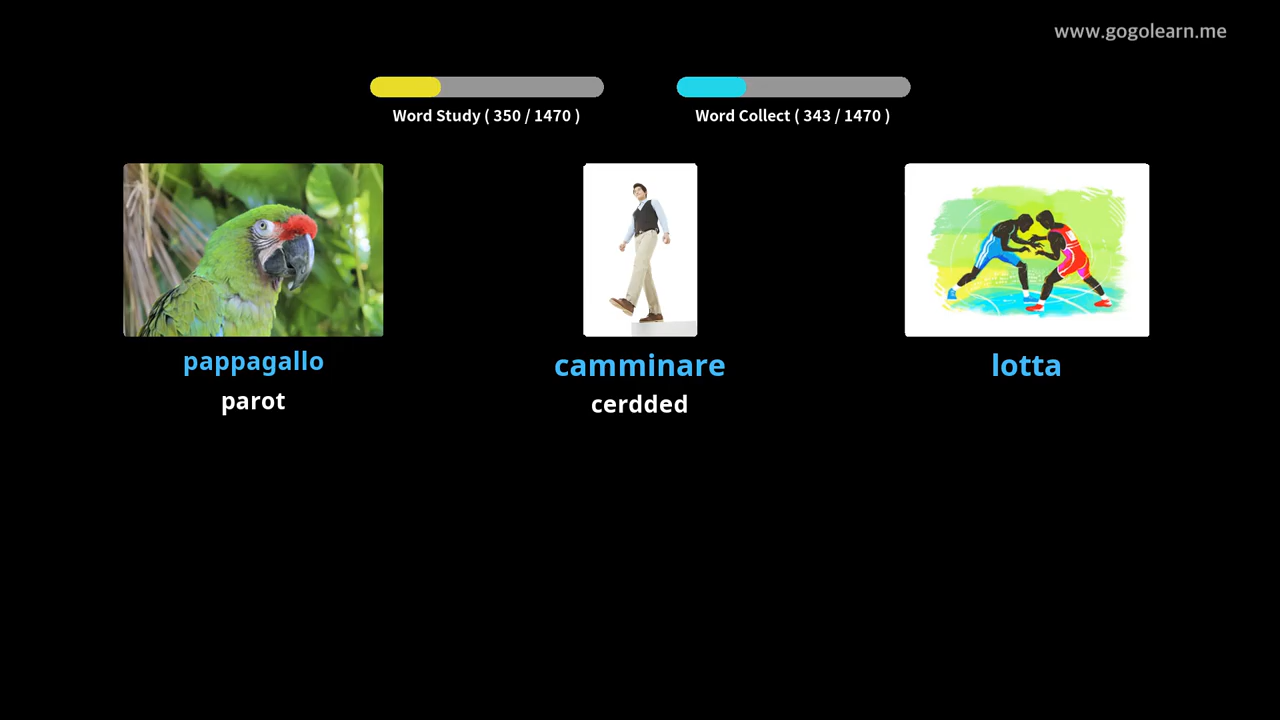 www.gogolearn.me
Word Study ( 350 / 1470 )
Word Collect ( 343 / 1470 )
pappagallo
parot
camminare
cerdded
lotta